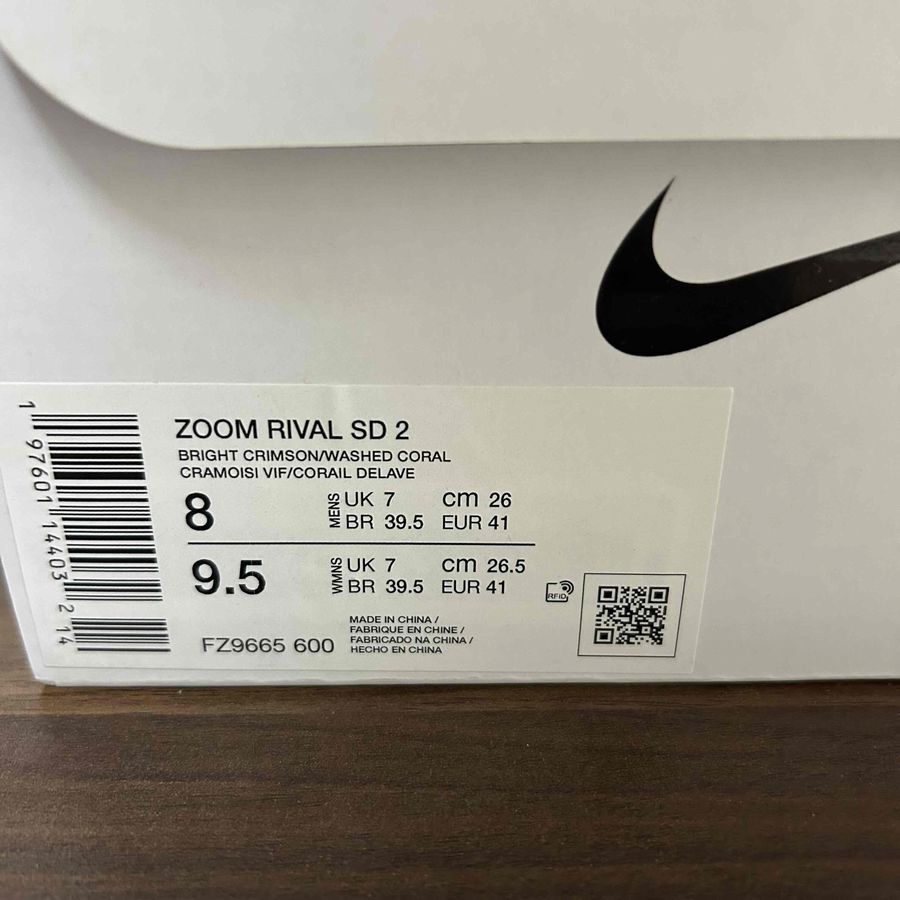 ZOOM RIVAL SD 2
BRIGHT CRIMSON/WASHED CORAL
CRAMOISI VIF/CORAIL DELAVE
8 MENS UK 7 cm 26
BR 39.5 EUR 41
9.5 WMNS UK 7 cm 26.5
BR 39.5 EUR 41
RFID
FZ9665 600
MADE IN CHINA /
FABRIQUE EN CHINE /
FABRICADO NA CHINA /
HECHO EN CHINA
1 97601 14403 2 14